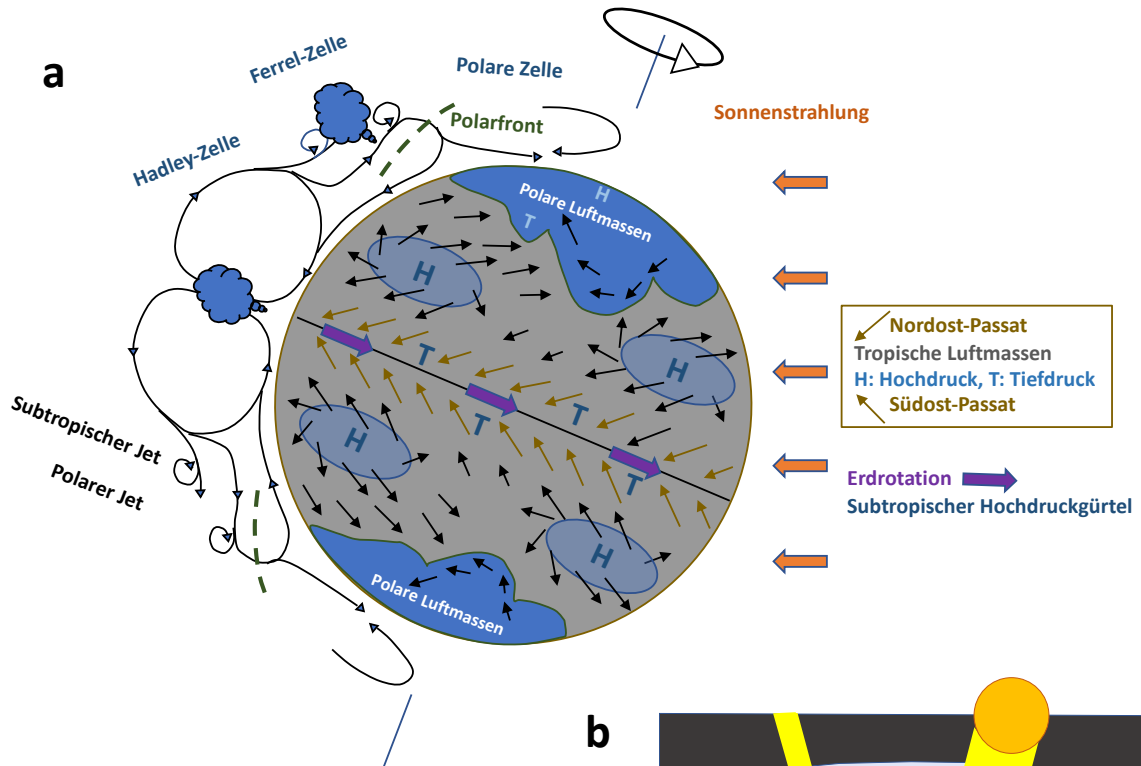 a
Ferrel-Zelle
Polare Zelle
Sonnenstrahlung
Polarfront
Hadley-Zelle
Polare Luftmassen
H
T
H
H
T
T
T
T
H
H
Nordost-Passat
Tropische Luftmassen
H: Hochdruck, T: Tiefdruck
Südost-Passat
Subtropischer Jet
Polarer Jet
Erdrotation
Subtropischer Hochdruckgürtel
Polare Luftmassen
b